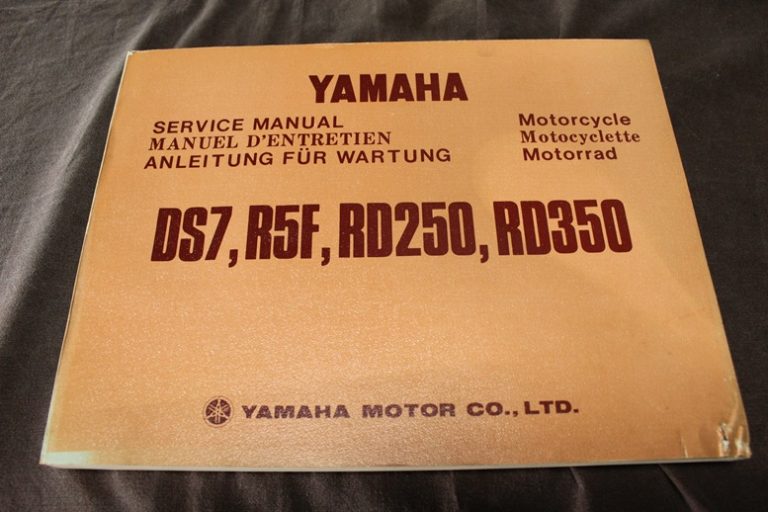 YAMAHA
SERVICE MANUAL Motorcycle
MANUEL D'ENTRETIEN Motocyclette
ANLEITUNG FÜR WARTUNG Motorrad
DS7, R5F, RD250, RD350
YAMAHA MOTOR CO., LTD.